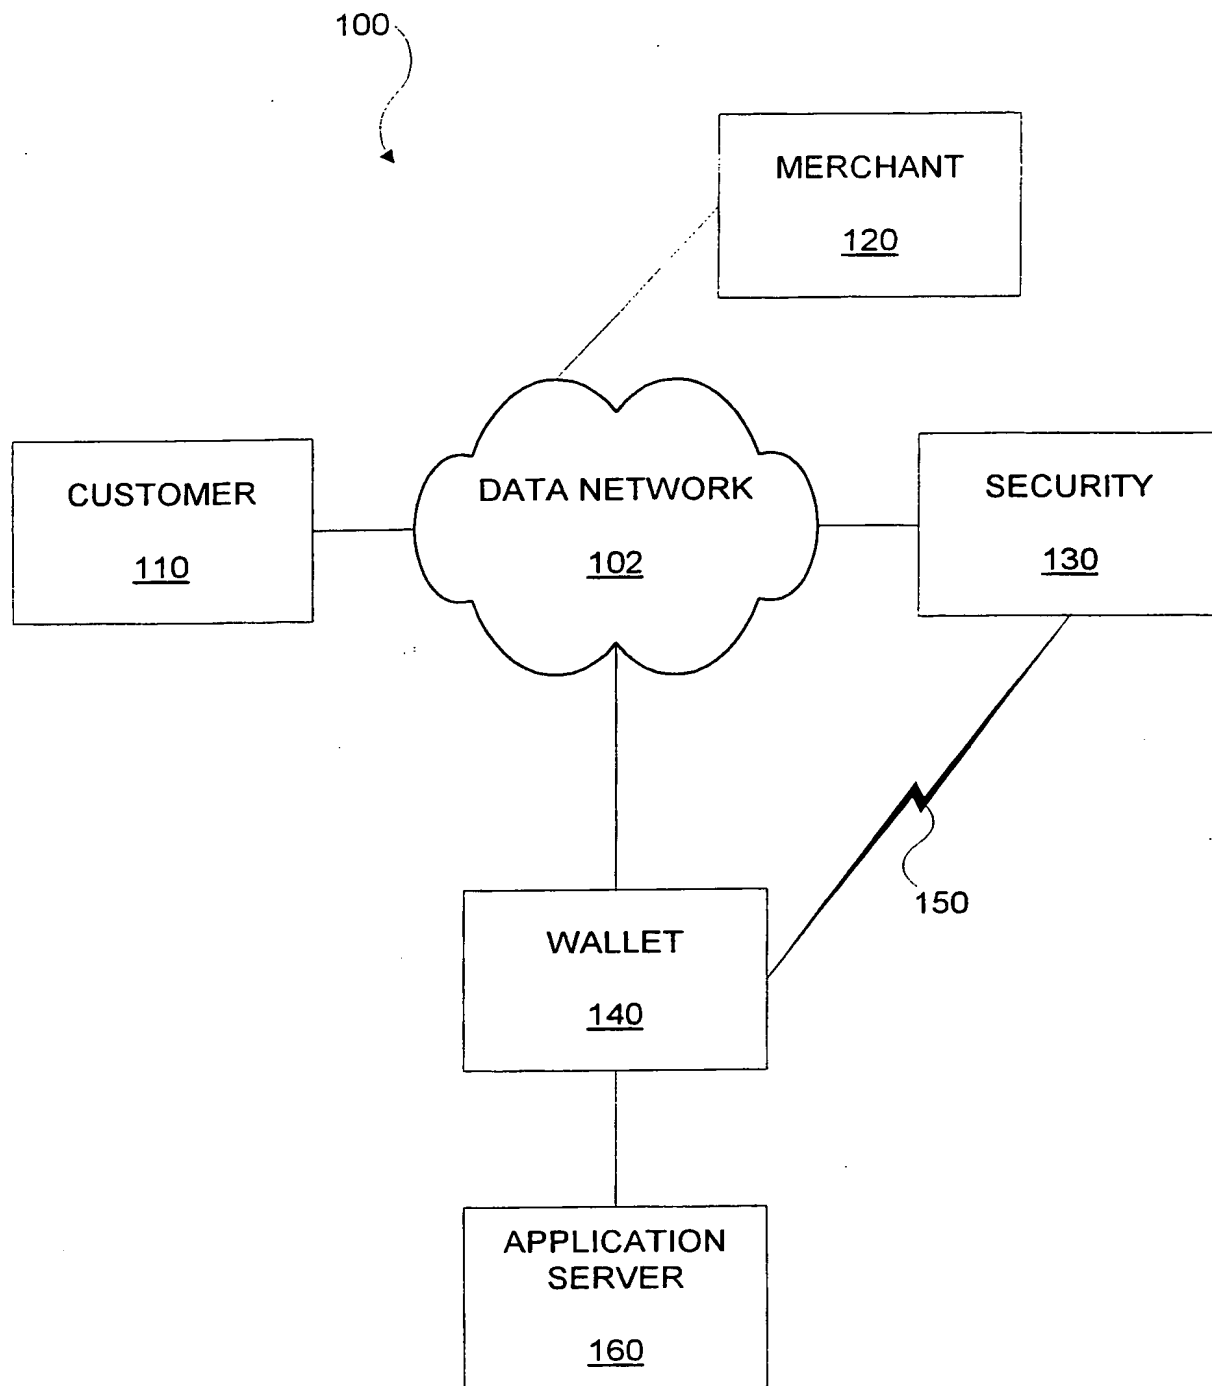 100
MERCHANT
120
CUSTOMER
110
DATA NETWORK
102
SECURITY
130
150
WALLET
140
APPLICATION
SERVER
160